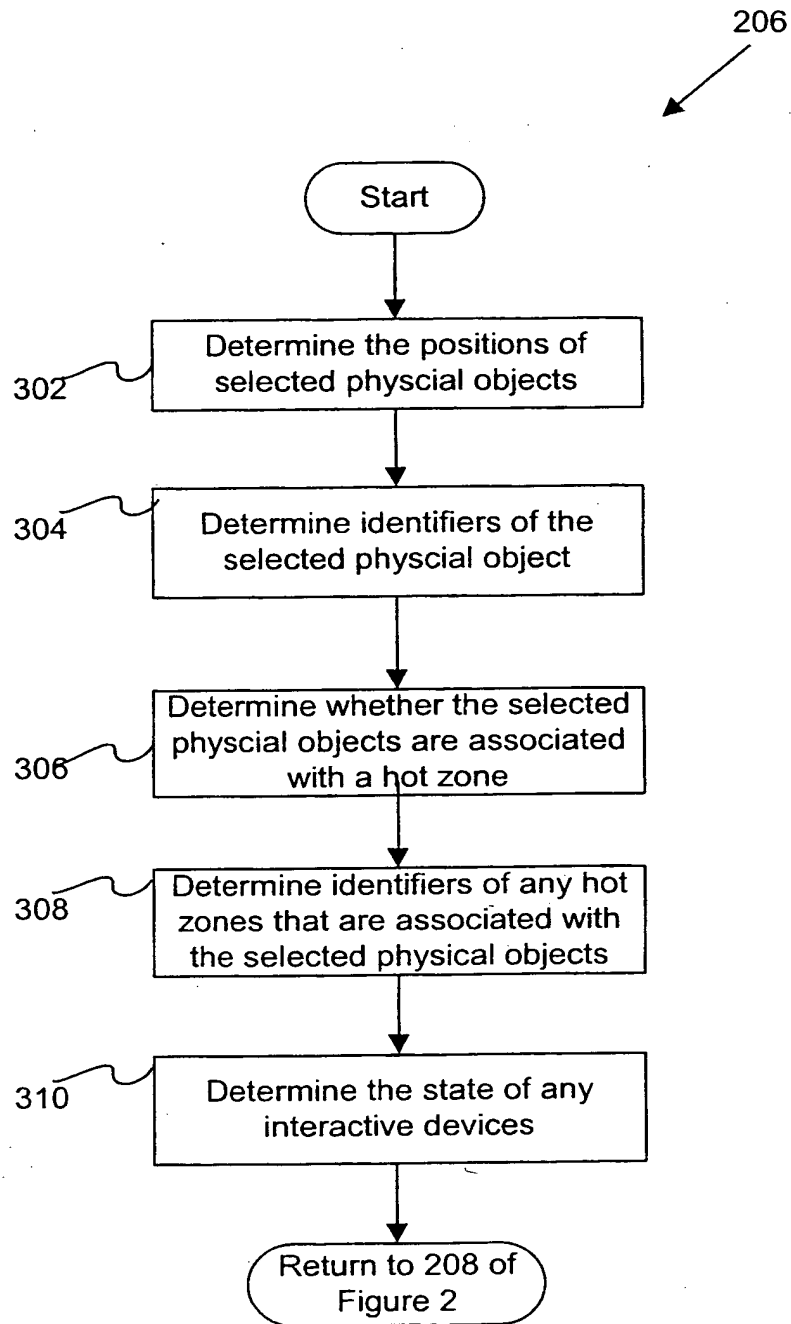 206
Start
302
Determine the positions of
selected physcial objects
304
Determine identifiers of the
selected physcial object
306
Determine whether the selected
physcial objects are associated
with a hot zone
308
Determine identifiers of any hot
zones that are associated with
the selected physical objects
310
Determine the state of any
interactive devices
Return to 208 of
Figure 2